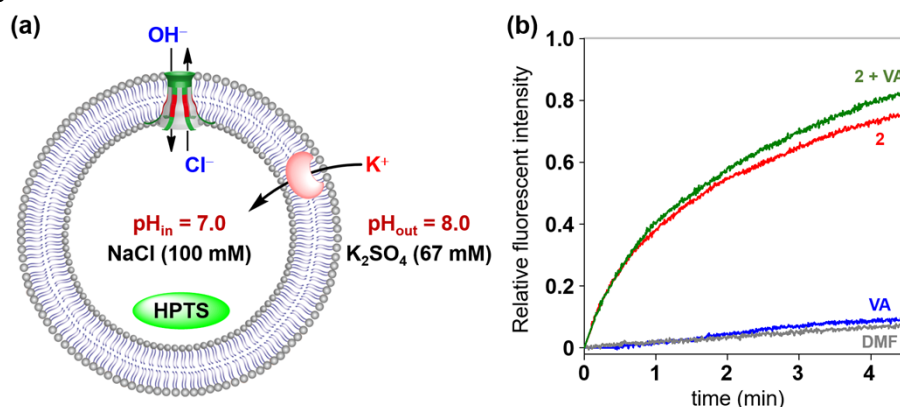 (a)
OH⁻
Cl⁻
K⁺
pHin = 7.0
NaCl (100 mM)
pHout = 8.0
K₂SO₄ (67 mM)
HPTS
(b)
Relative fluorescent intensity
1.0
0.8
0.6
0.4
0.2
0
2 + VA
2
VA
DMF
0 1 2 3 4
time (min)